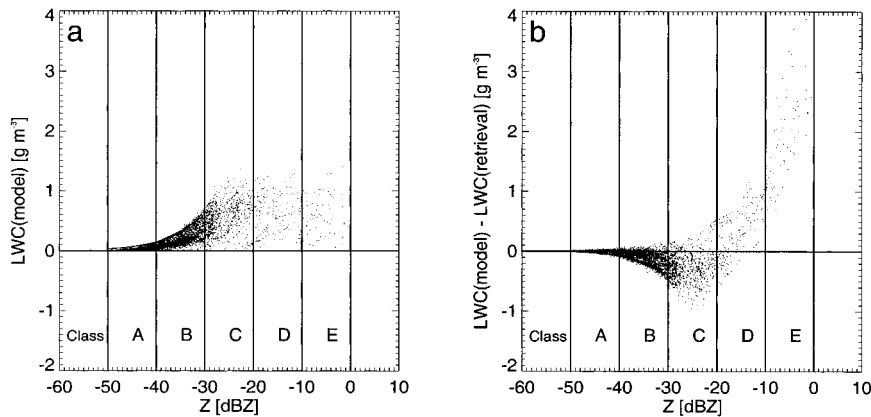 a
4
3
2
1
0
-1
-2
LWC(model) [g m⁻³]
Class A B C D E
-60 -50 -40 -30 -20 -10 0 10
Z [dBZ]
b
4
3
2
1
0
-1
-2
LWC(model) - LWC(retrieval) [g m⁻³]
Class A B C D E
-60 -50 -40 -30 -20 -10 0 10
Z [dBZ]